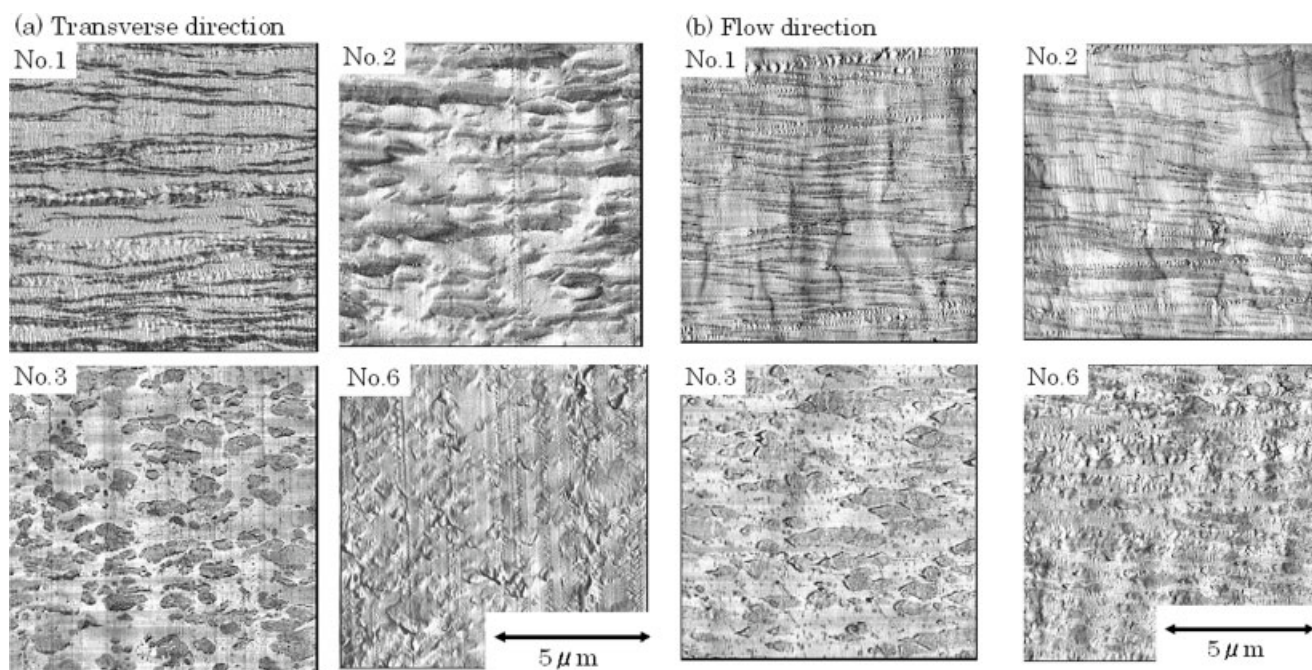 (a) Transverse direction
(b) Flow direction
No.1
No.2
No.1
No.2
No.3
No.6
No.3
No.6
5 μm
5 μm